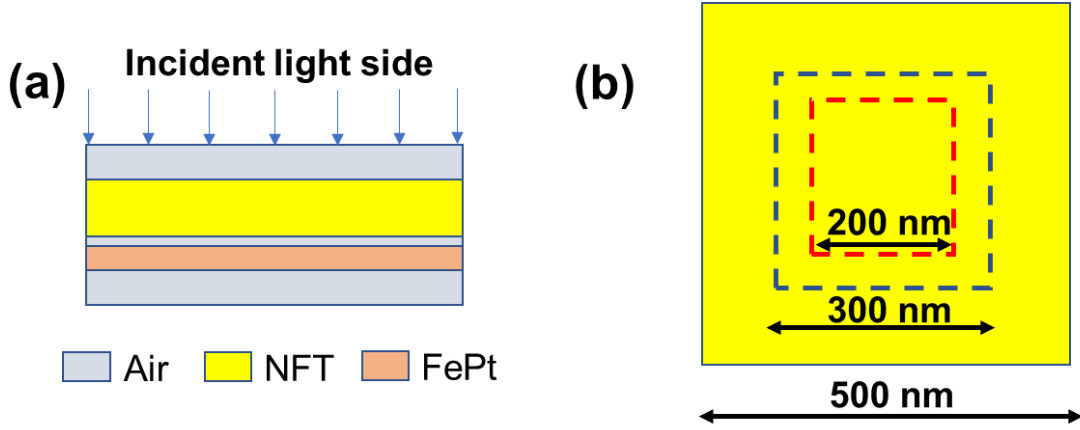 (a)
Incident light side
Air
NFT
FePt
(b)
200 nm
300 nm
500 nm